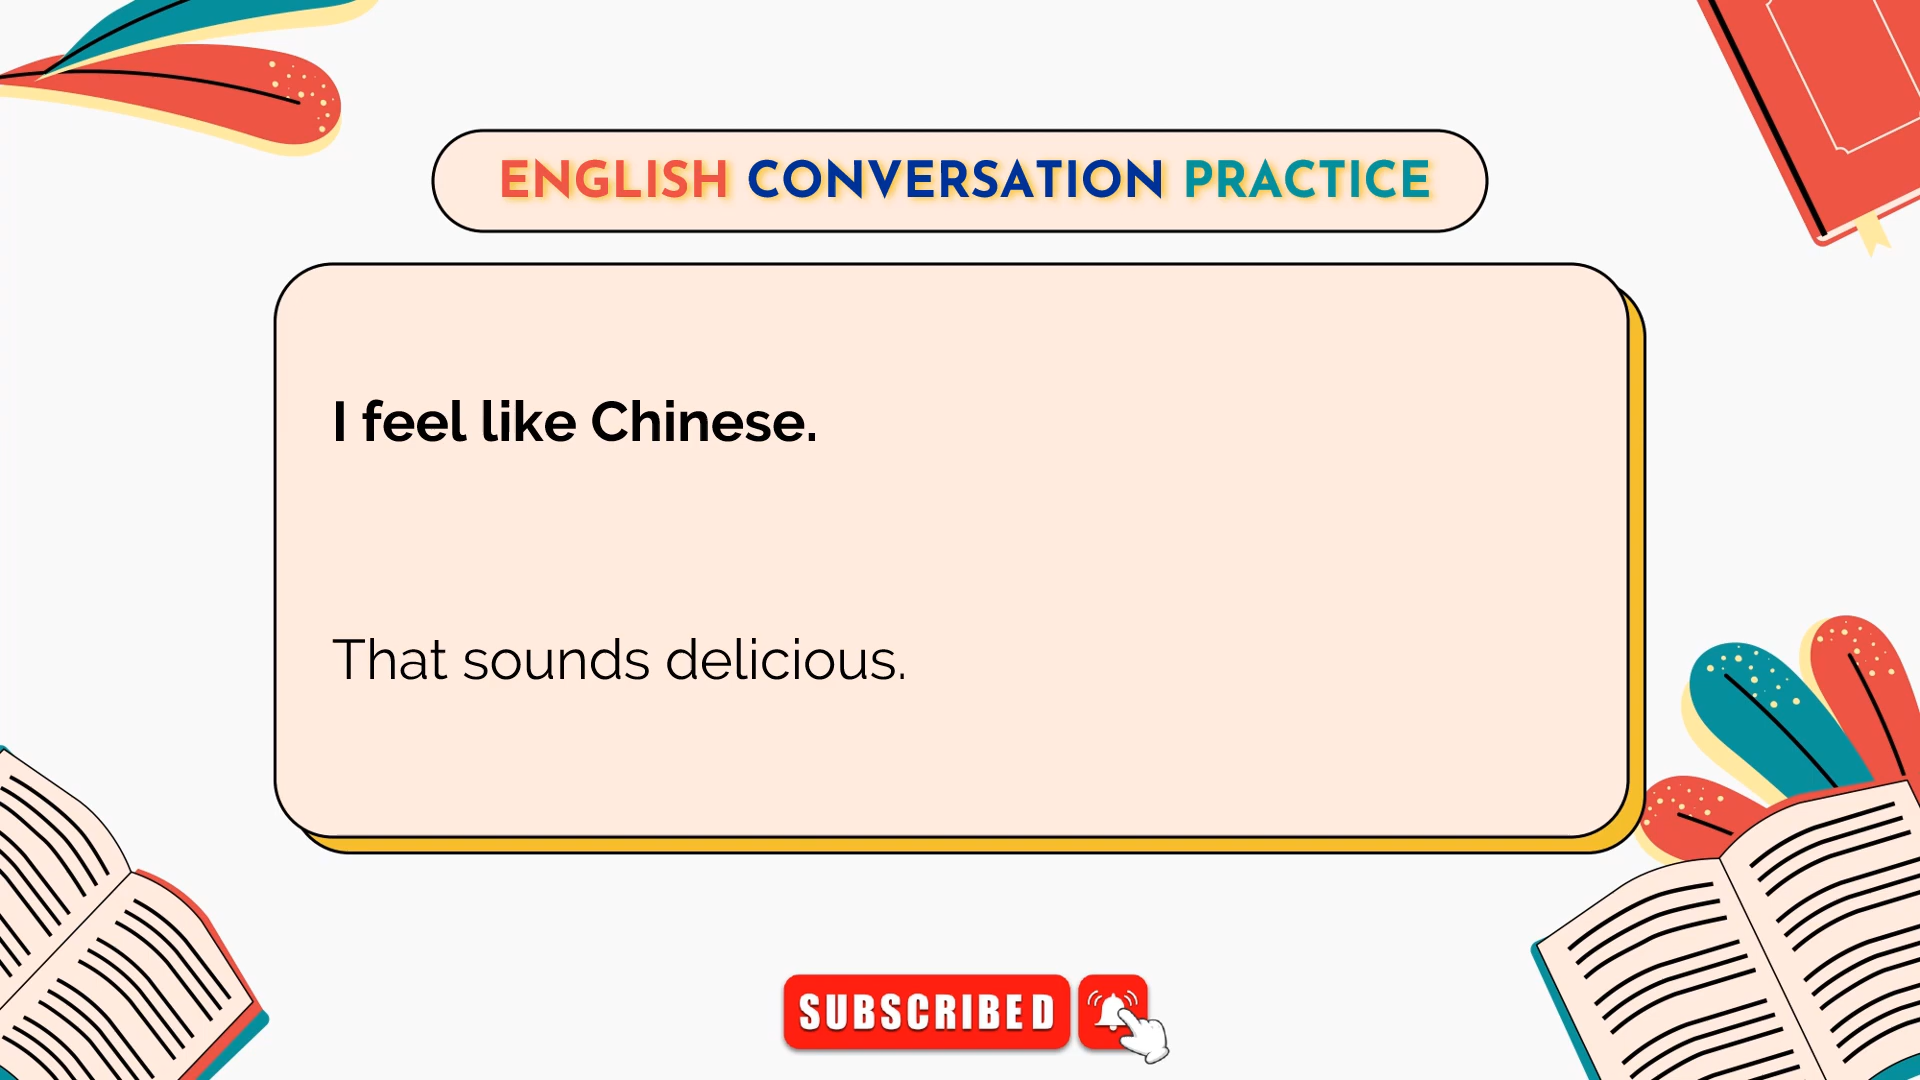 ENGLISH CONVERSATION PRACTICE
I feel like Chinese.
That sounds delicious.
SUBSCRIBED